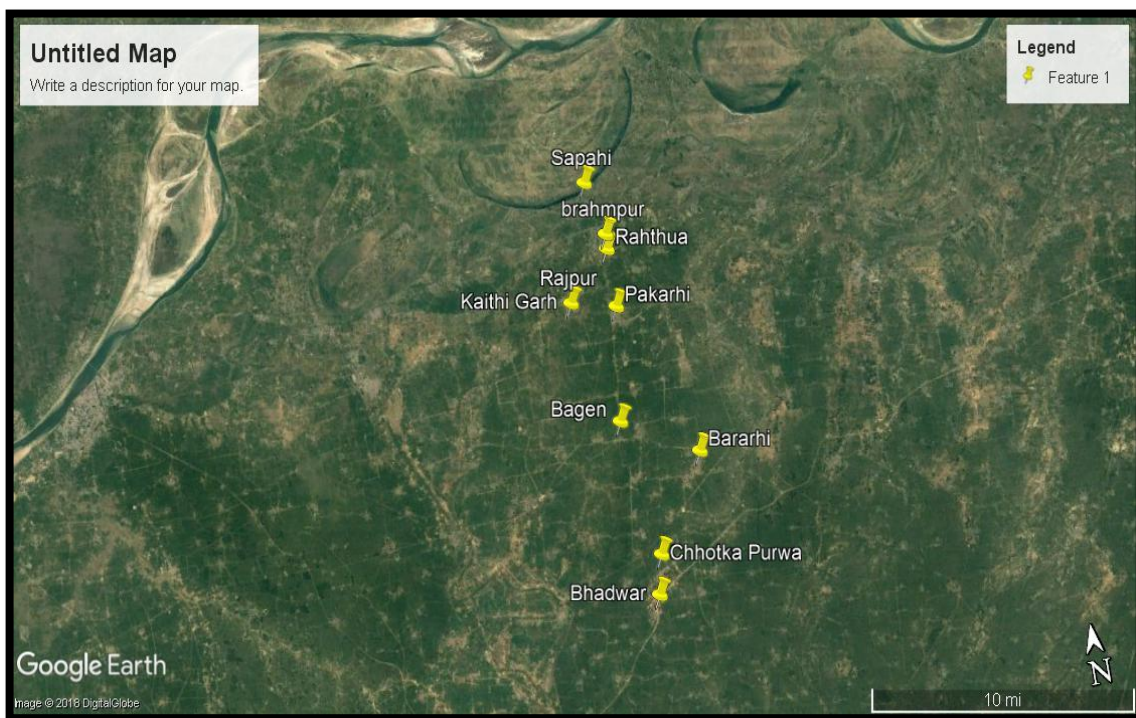 Untitled Map
Write a description for your map.
Legend
Feature 1
Sapahi
brahmpur
Rahthua
Rajpur
Kaithi Garh
Pakarhi
Bagen
Bararhi
Chhotka Purwa
Bhadwar
N
Google Earth
Image © 2018 DigitalGlobe
10 mi